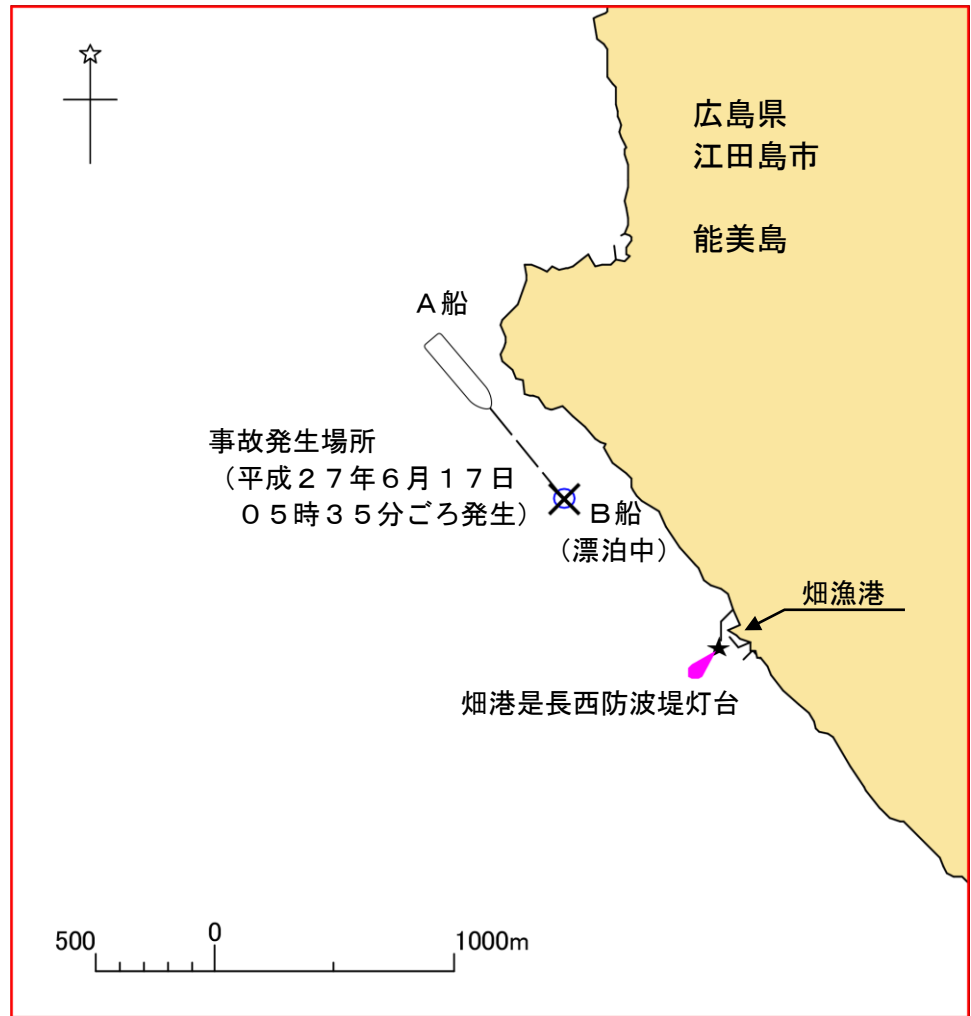 広島県
江田島市
能美島
A船
事故発生場所
（平成２７年６月１７日
０５時３５分ごろ発生）
B船
（漂泊中）
畑漁港
畑港是長西防波堤灯台
500 0 1000m